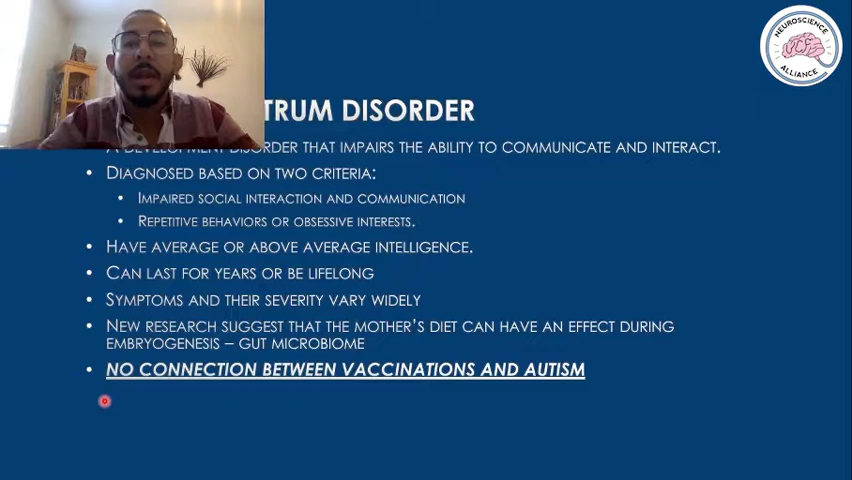 NEUROSCIENCE
UCF
ALLIANCE
TRUM DISORDER
A DEVELOPMENT DISORDER THAT IMPAIRS THE ABILITY TO COMMUNICATE AND INTERACT.
• DIAGNOSED BASED ON TWO CRITERIA:
• IMPAIRED SOCIAL INTERACTION AND COMMUNICATION
• REPETITIVE BEHAVIORS OR OBSESSIVE INTERESTS.
• HAVE AVERAGE OR ABOVE AVERAGE INTELLIGENCE.
• CAN LAST FOR YEARS OR BE LIFELONG
• SYMPTOMS AND THEIR SEVERITY VARY WIDELY
• NEW RESEARCH SUGGEST THAT THE MOTHER'S DIET CAN HAVE AN EFFECT DURING
EMBRYOGENESIS – GUT MICROBIOME
• NO CONNECTION BETWEEN VACCINATIONS AND AUTISM